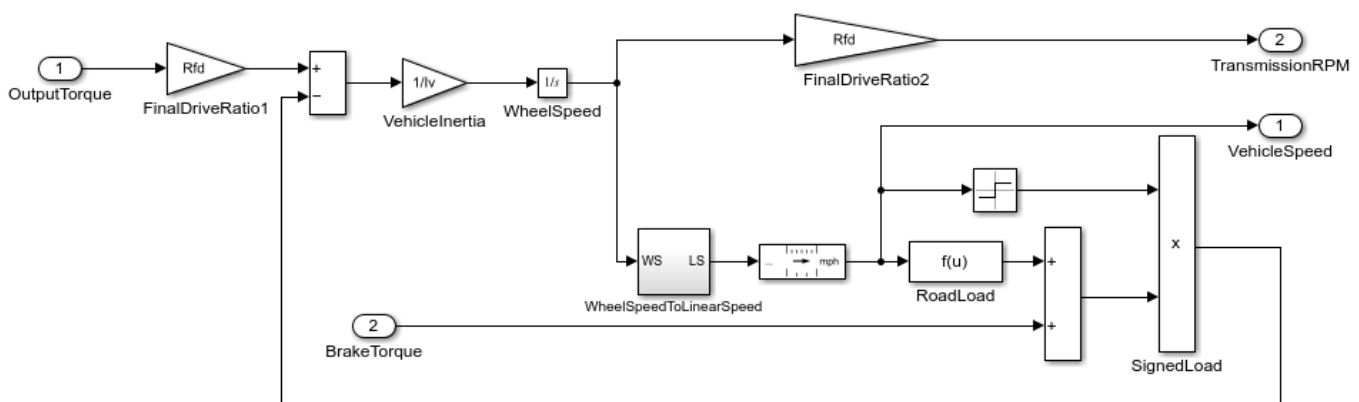 1
OutputTorque
Rfd
FinalDriveRatio1
+
−
1/Iv
VehicleInertia
1/s
WheelSpeed
Rfd
FinalDriveRatio2
2
TransmissionRPM
1
VehicleSpeed
WS LS
WheelSpeedToLinearSpeed
... mph
f(u)
RoadLoad
+
+
x
SignedLoad
2
BrakeTorque